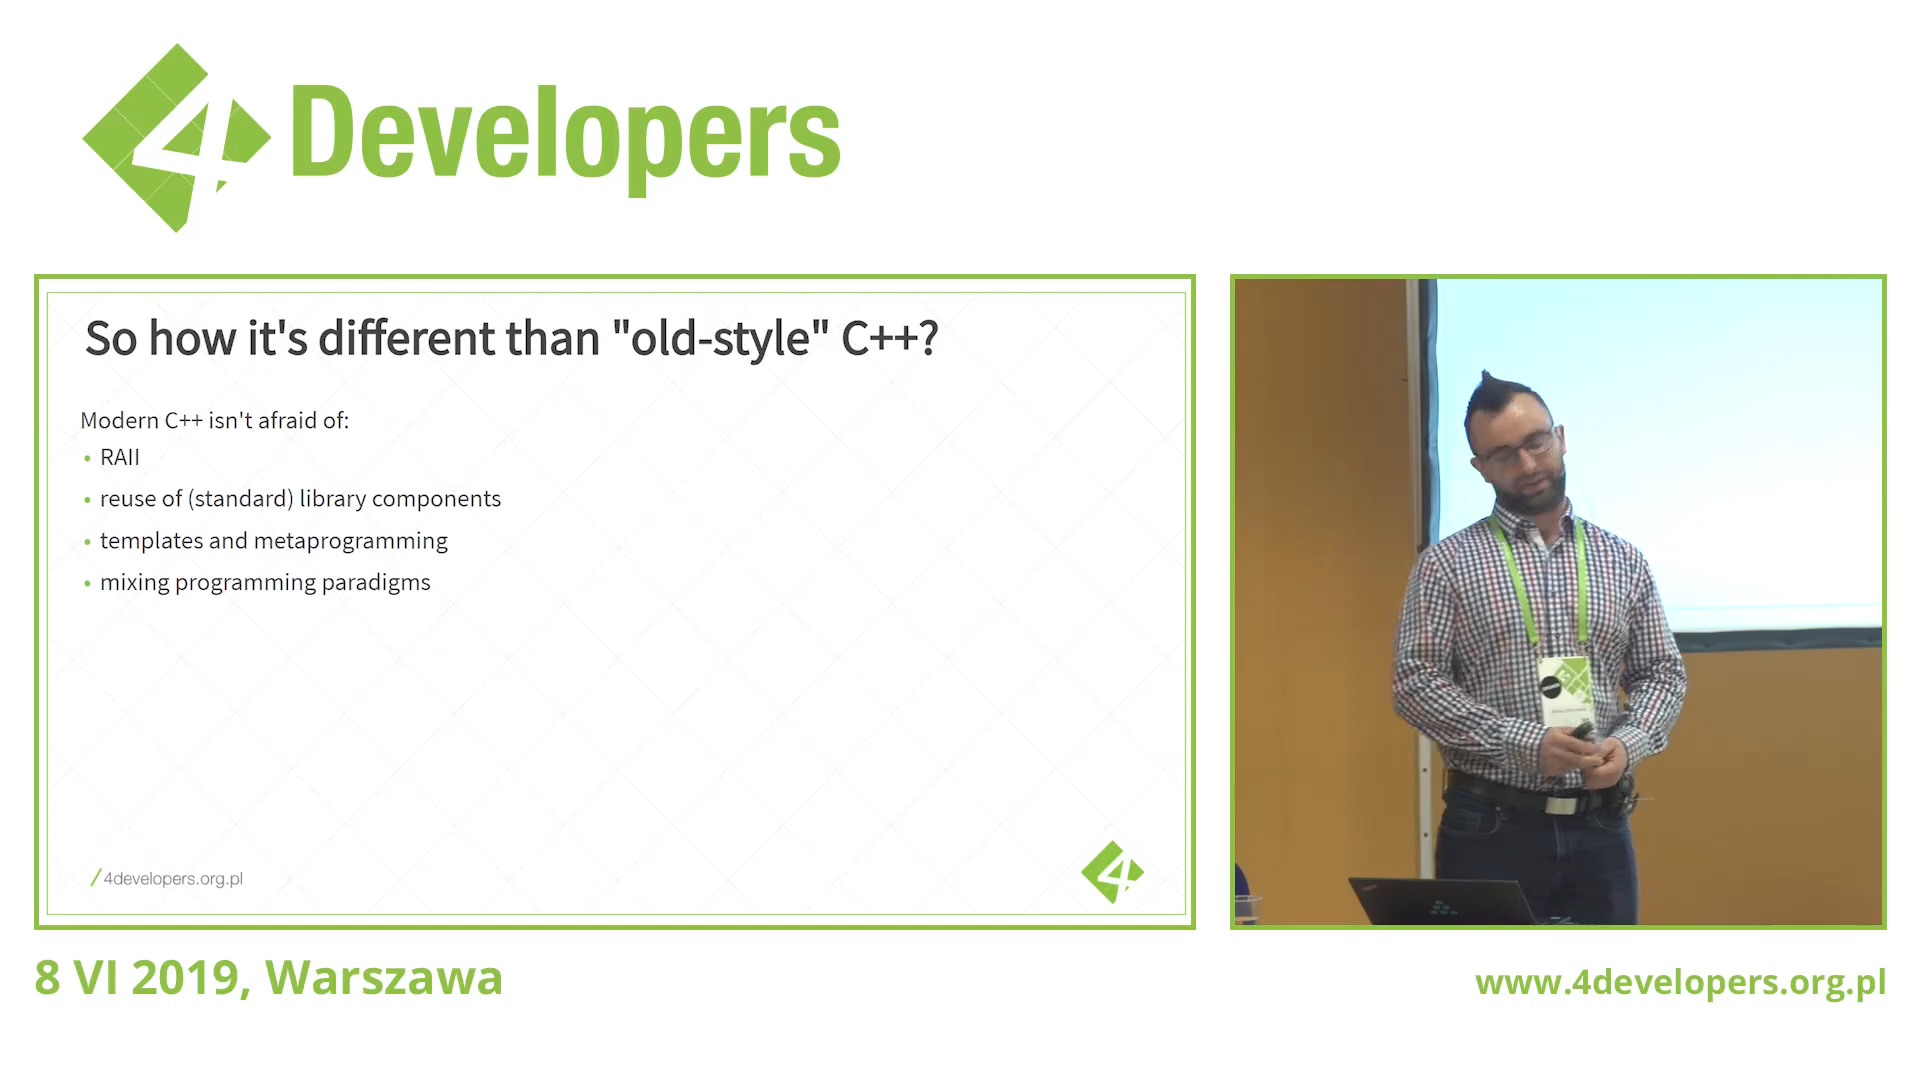 4Developers
So how it's different than "old-style" C++?
Modern C++ isn't afraid of:
• RAII
• reuse of (standard) library components
• templates and metaprogramming
• mixing programming paradigms
/4developers.org.pl
4
8 VI 2019, Warszawa
www.4developers.org.pl